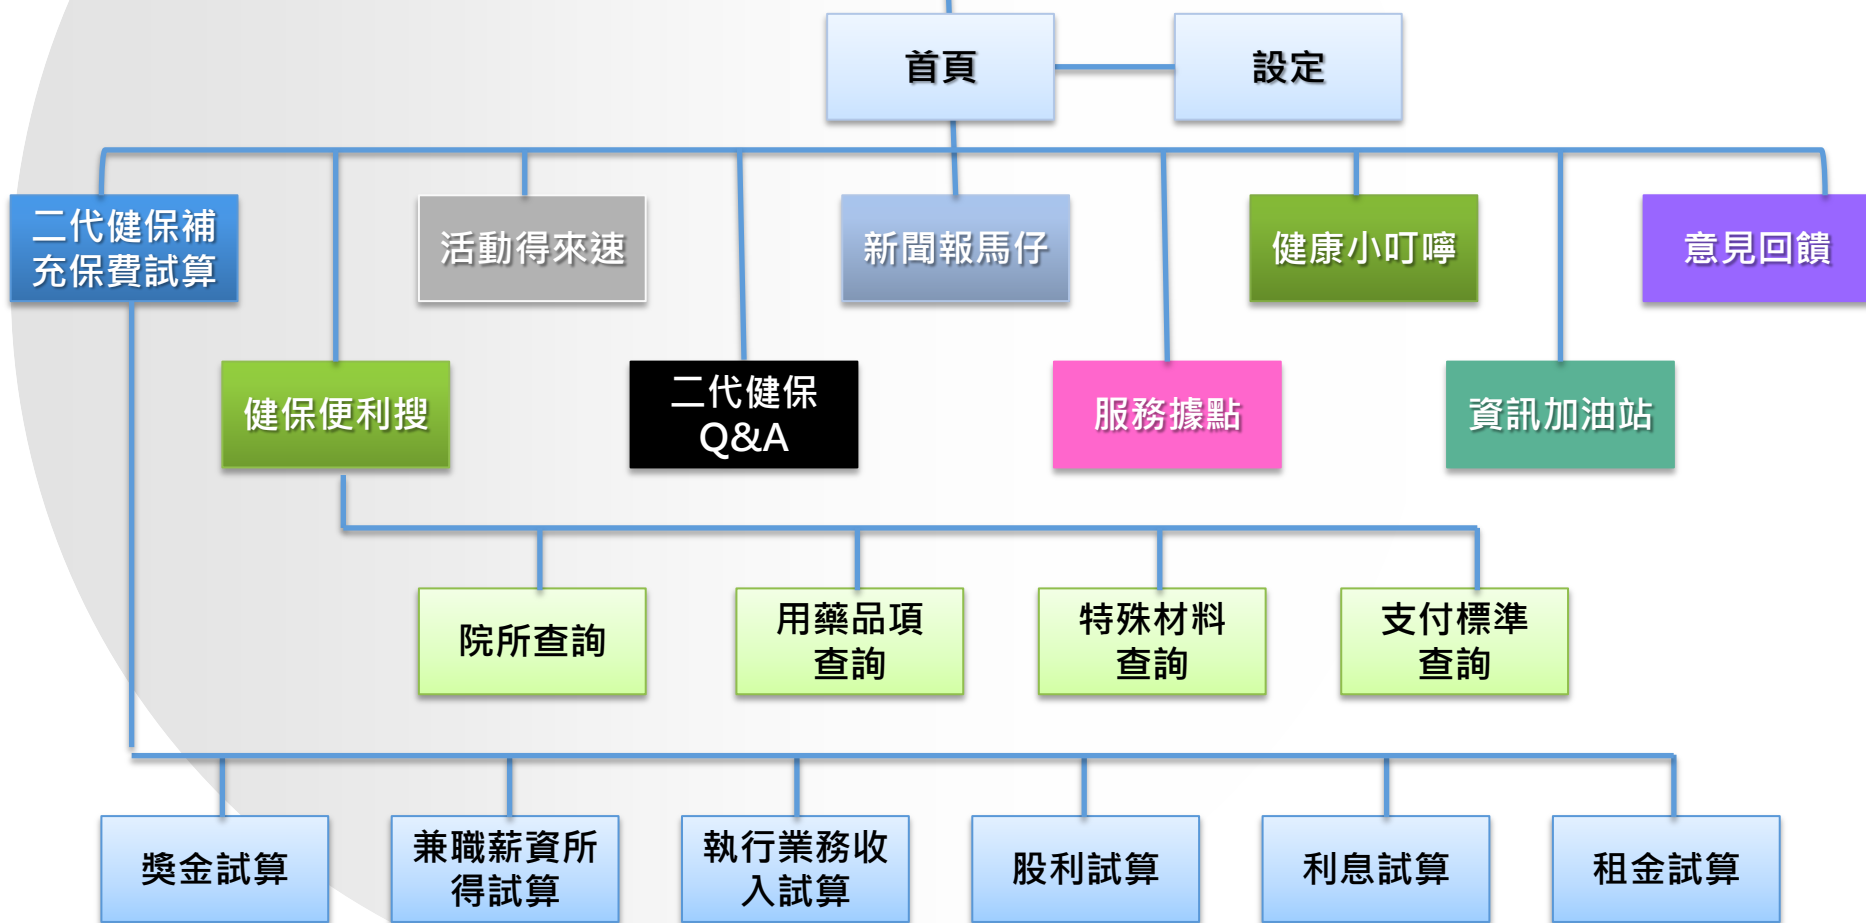 首頁
設定
二代健保補
充保費試算
活動得來速
新聞報馬仔
健康小叮嚀
意見回饋
健保便利搜
二代健保
Q&A
服務據點
資訊加油站
院所查詢
用藥品項
查詢
特殊材料
查詢
支付標準
查詢
獎金試算
兼職薪資所
得試算
執行業務收
入試算
股利試算
利息試算
租金試算